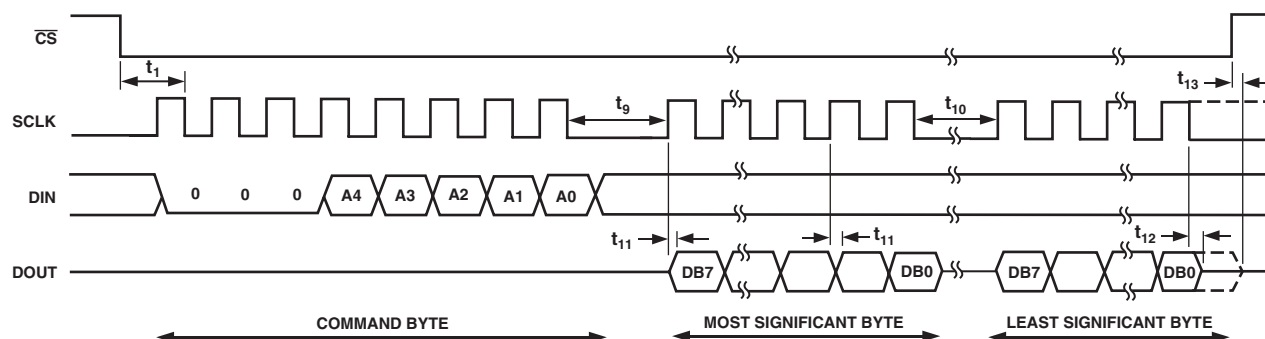 CS
t1
t13
SCLK
t9
t10
DIN
0 0 0 A4 A3 A2 A1 A0
t11
t11
t12
DOUT
DB7 DB0 DB7 DB0
COMMAND BYTE MOST SIGNIFICANT BYTE LEAST SIGNIFICANT BYTE